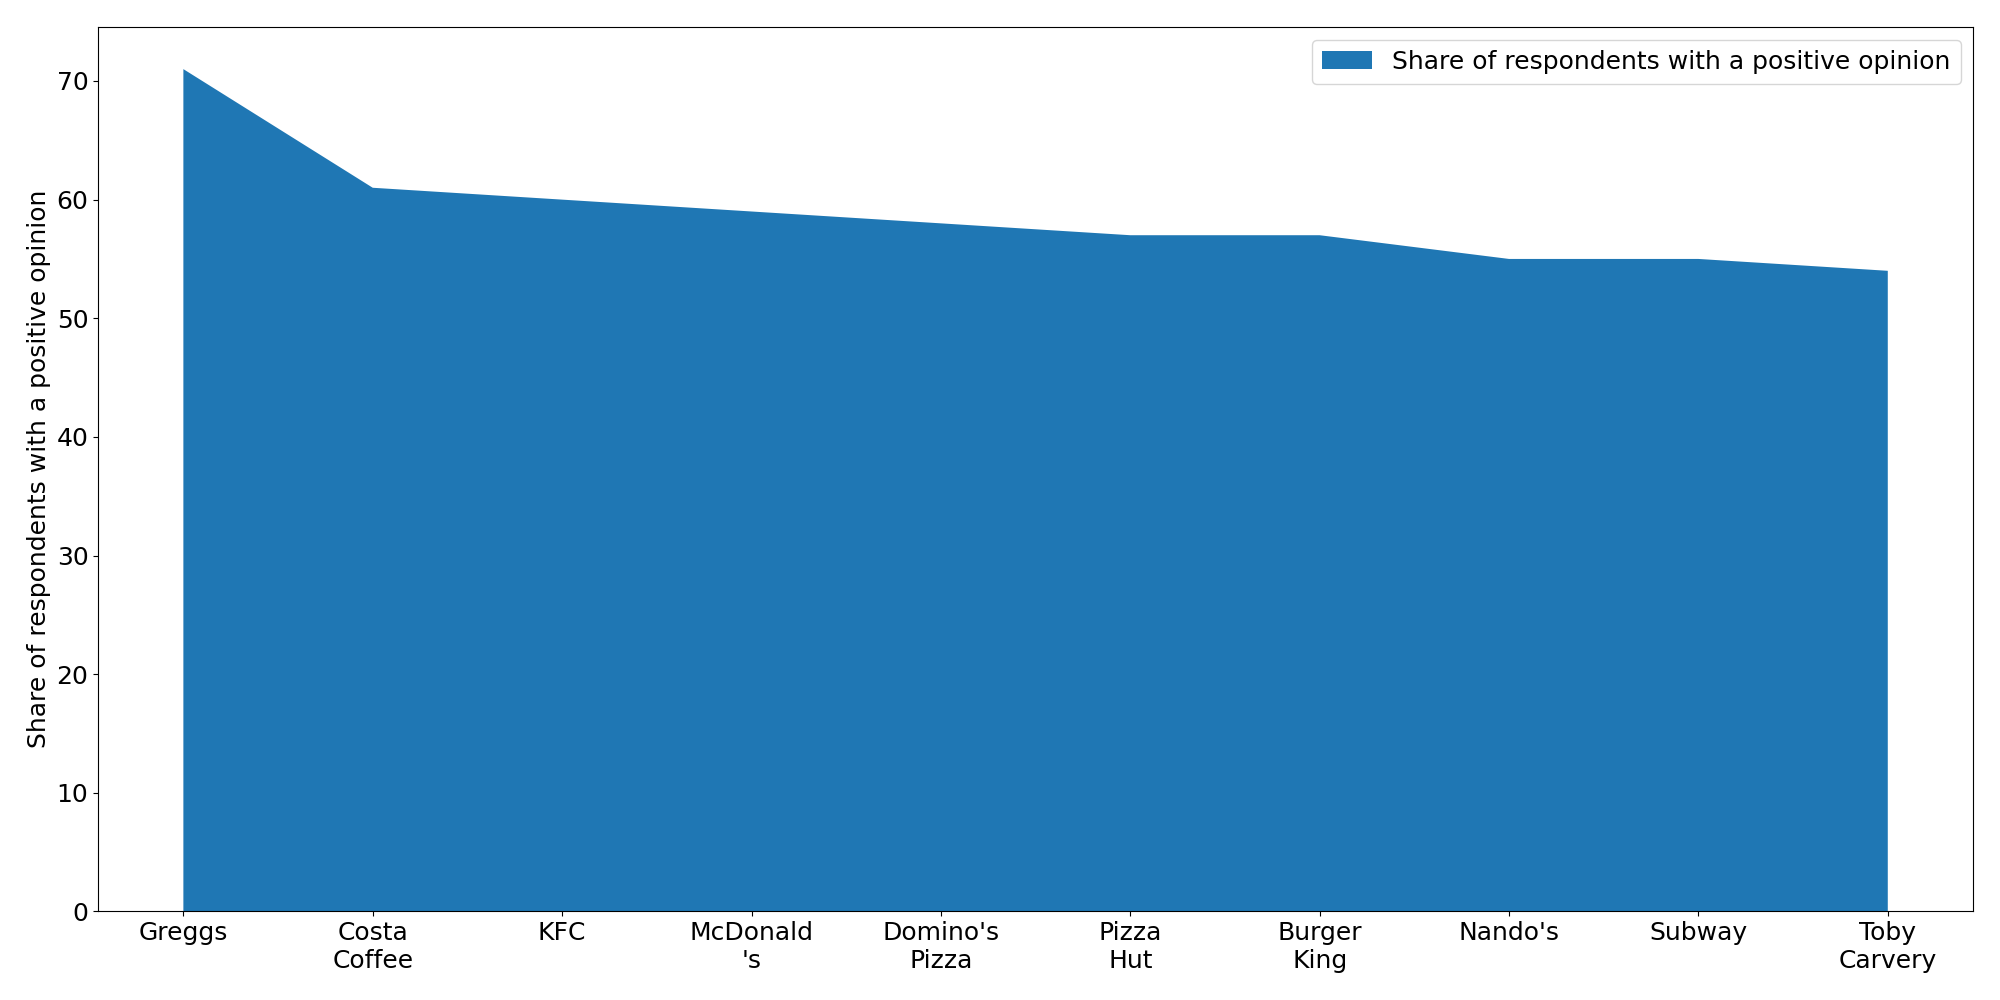 Share of respondents with a positive opinion
Share of respondents with a positive opinion
70
60
50
40
30
20
10
0
Greggs
Costa
Coffee
KFC
McDonald
's
Domino's
Pizza
Pizza
Hut
Burger
King
Nando's
Subway
Toby
Carvery